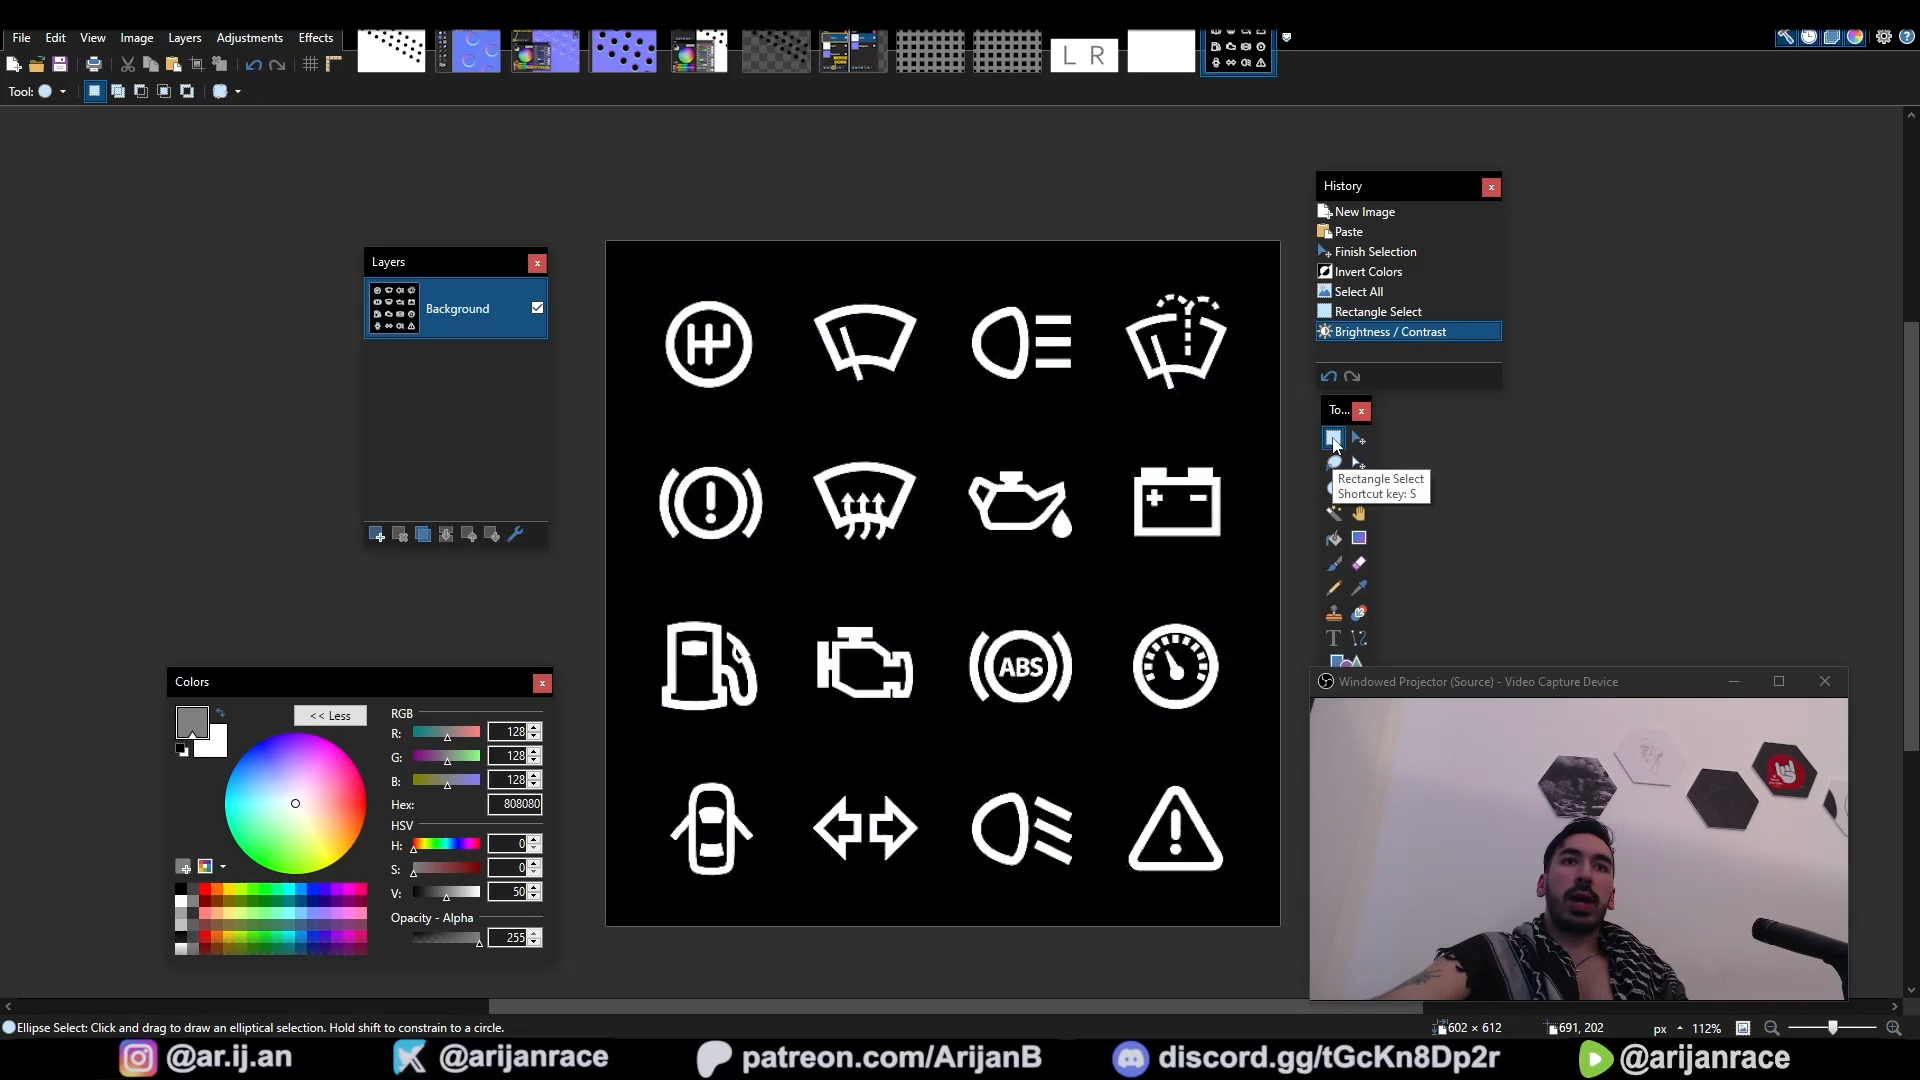 File Edit View Image Layers Adjustments Effects
L R
Tool:
History
New Image
Paste
Finish Selection
Invert Colors
Select All
Rectangle Select
Brightness / Contrast
Layers
Background
To...
Rectangle Select
Shortcut key: S
ABS
Colors
<< Less
RGB
R: 128
G: 128
B: 128
Hex: 808080
HSV
H: 0
S: 0
V: 50
Opacity - Alpha
255
Windowed Projector (Source) - Video Capture Device
Ellipse Select: Click and drag to draw an elliptical selection. Hold shift to constrain to a circle.
602 × 612
691, 202
px
112%
@ar.ij.an
@arijanrace
patreon.com/ArijanB
discord.gg/tGcKn8Dp2r
@arijanrace